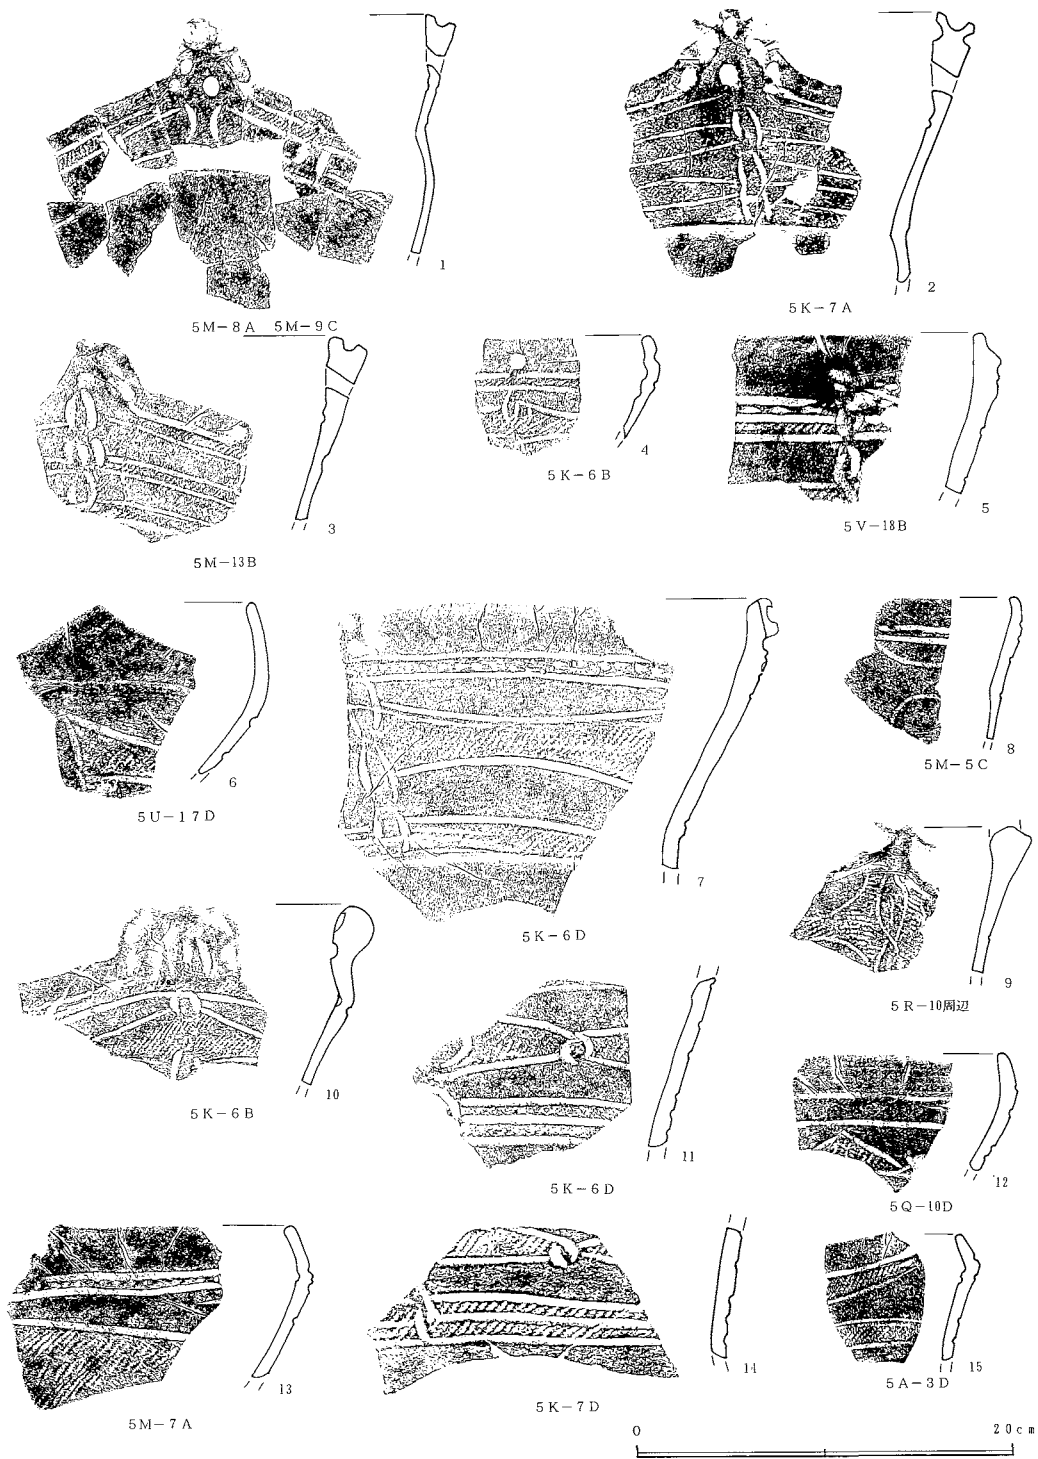 1
5M-8A 5M-9C
2
5K-7A
3
5M-13B
4
5K-6B
5
5V-18B
6
5U-17D
7
5K-6D
8
5M-5C
9
5R-10周辺
10
5K-6B
11
5K-6D
12
5Q-10D
13
5M-7A
14
5K-7D
15
5A-3D
0 20cm